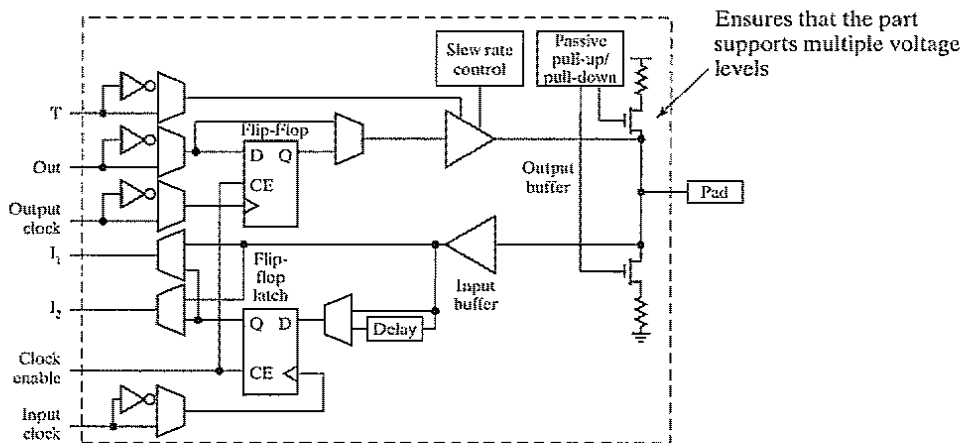 Ensures that the part
supports multiple voltage
levels
Slew rate
control
Passive
pull-up/
pull-down
T
Flip-Flop
D Q
CE
Out
Output
buffer
Pad
Output
clock
I1
Flip-
flop
latch
Input
buffer
I2
Q D
Delay
CE
Clock
enable
Input
clock